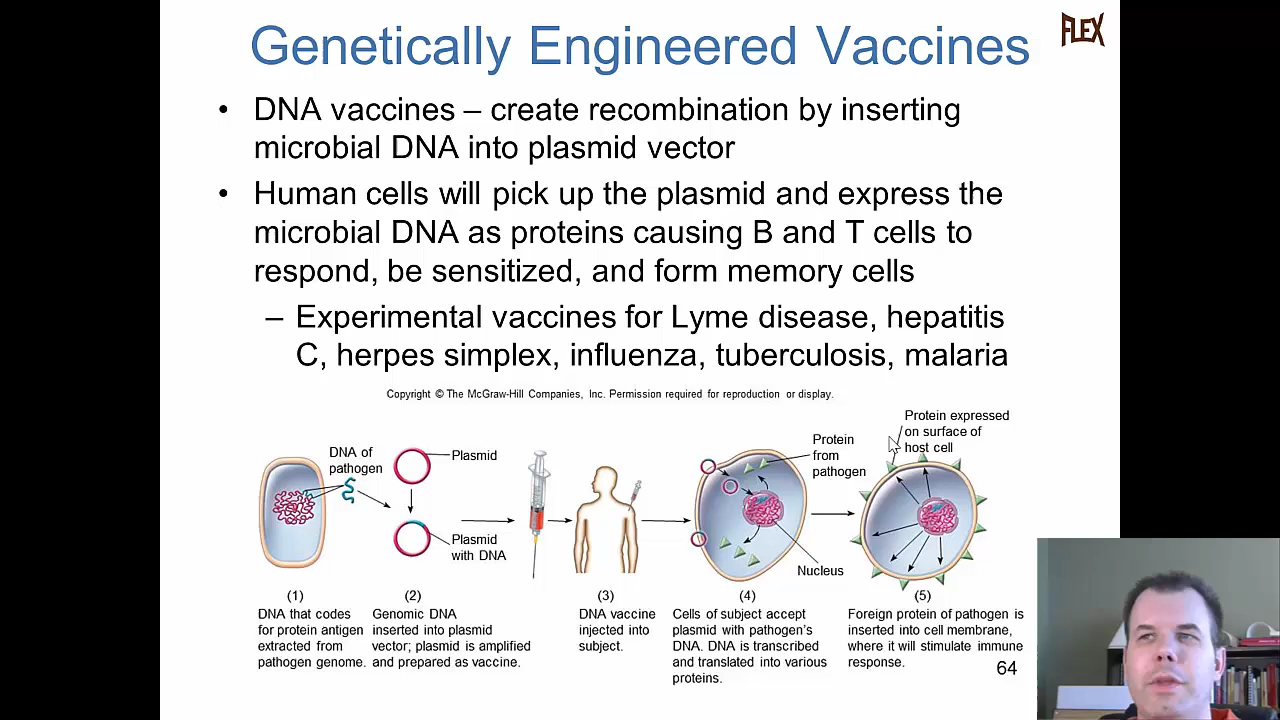 Genetically Engineered Vaccines
FLEX
• DNA vaccines – create recombination by inserting
microbial DNA into plasmid vector
• Human cells will pick up the plasmid and express the
microbial DNA as proteins causing B and T cells to
respond, be sensitized, and form memory cells
– Experimental vaccines for Lyme disease, hepatitis
C, herpes simplex, influenza, tuberculosis, malaria
Copyright © The McGraw-Hill Companies, Inc. Permission required for reproduction or display.
DNA of
pathogen
Plasmid
Plasmid
with DNA
Protein
from
pathogen
Nucleus
Protein expressed
on surface of
host cell
(1)
DNA that codes
for protein antigen
extracted from
pathogen genome.
(2)
Genomic DNA
inserted into plasmid
vector; plasmid is amplified
and prepared as vaccine.
(3)
DNA vaccine
injected into
subject.
(4)
Cells of subject accept
plasmid with pathogen's
DNA. DNA is transcribed
and translated into various
proteins.
(5)
Foreign protein of pathogen is
inserted into cell membrane,
where it will stimulate immune
response.
64